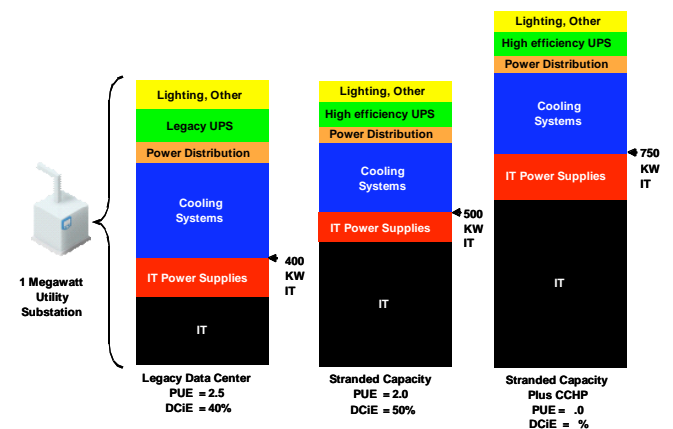 Lighting, Other
Legacy UPS
Power Distribution
Cooling
Systems
IT Power Supplies
IT
400
KW
IT
1 Megawatt
Utility
Substation
Legacy Data Center
PUE = 2.5
DCiE = 40%
Lighting, Other
High efficiency UPS
Power Distribution
Cooling
Systems
IT Power Supplies
IT
500
KW
IT
Stranded Capacity
PUE = 2.0
DCiE = 50%
Lighting, Other
High efficiency UPS
Power Distribution
Cooling
Systems
IT Power Supplies
IT
750
KW
IT
Stranded Capacity
Plus CCHP
PUE = .0
DCiE = %